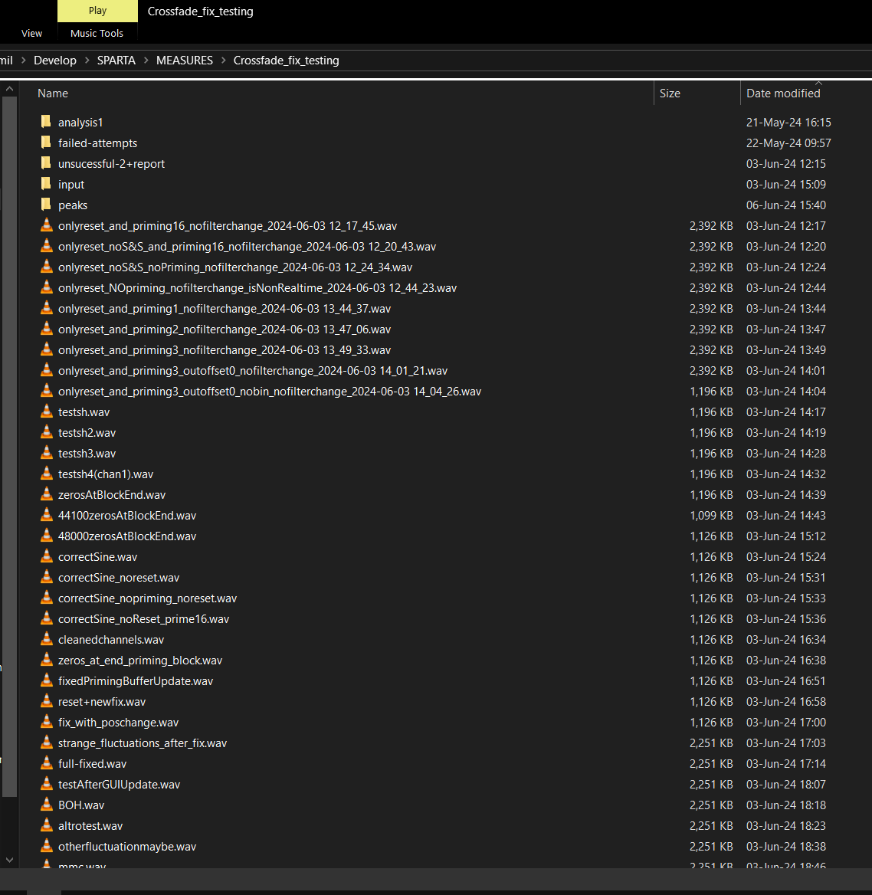 Play Crossfade_fix_testing
View Music Tools
mil > Develop > SPARTA > MEASURES > Crossfade_fix_testing
Name Size Date modified
analysis1 21-May-24 16:15
failed-attempts 22-May-24 09:57
unsucessful-2+report 03-Jun-24 12:15
input 03-Jun-24 15:09
peaks 06-Jun-24 15:40
onlyreset_and_priming16_nofilterchange_2024-06-03 12_17_45.wav 2,392 KB 03-Jun-24 12:17
onlyreset_noS&S_and_priming16_nofilterchange_2024-06-03 12_20_43.wav 2,392 KB 03-Jun-24 12:20
onlyreset_noS&S_noPriming_nofilterchange_2024-06-03 12_24_34.wav 2,392 KB 03-Jun-24 12:24
onlyreset_NOpriming_nofilterchange_isNonRealtime_2024-06-03 12_44_23.wav 2,392 KB 03-Jun-24 12:44
onlyreset_and_priming1_nofilterchange_2024-06-03 13_44_37.wav 2,392 KB 03-Jun-24 13:44
onlyreset_and_priming2_nofilterchange_2024-06-03 13_47_06.wav 2,392 KB 03-Jun-24 13:47
onlyreset_and_priming3_nofilterchange_2024-06-03 13_49_33.wav 2,392 KB 03-Jun-24 13:49
onlyreset_and_priming3_outoffset0_nofilterchange_2024-06-03 14_01_21.wav 2,392 KB 03-Jun-24 14:01
onlyreset_and_priming3_outoffset0_nobin_nofilterchange_2024-06-03 14_04_26.wav 1,196 KB 03-Jun-24 14:04
testsh.wav 1,196 KB 03-Jun-24 14:17
testsh2.wav 1,196 KB 03-Jun-24 14:19
testsh3.wav 1,196 KB 03-Jun-24 14:28
testsh4(chan1).wav 1,196 KB 03-Jun-24 14:32
zerosAtBlockEnd.wav 1,196 KB 03-Jun-24 14:39
44100zerosAtBlockEnd.wav 1,099 KB 03-Jun-24 14:43
48000zerosAtBlockEnd.wav 1,126 KB 03-Jun-24 15:12
correctSine.wav 1,126 KB 03-Jun-24 15:24
correctSine_noreset.wav 1,126 KB 03-Jun-24 15:31
correctSine_nopriming_noreset.wav 1,126 KB 03-Jun-24 15:33
correctSine_noReset_prime16.wav 1,126 KB 03-Jun-24 15:36
cleanedchannels.wav 1,126 KB 03-Jun-24 16:34
zeros_at_end_priming_block.wav 1,126 KB 03-Jun-24 16:38
fixedPrimingBufferUpdate.wav 1,126 KB 03-Jun-24 16:51
reset+newfix.wav 1,126 KB 03-Jun-24 16:58
fix_with_poschange.wav 1,126 KB 03-Jun-24 17:00
strange_fluctuations_after_fix.wav 2,251 KB 03-Jun-24 17:03
full-fixed.wav 2,251 KB 03-Jun-24 17:14
testAfterGUIUpdate.wav 2,251 KB 03-Jun-24 18:07
BOH.wav 2,251 KB 03-Jun-24 18:18
altrotest.wav 2,251 KB 03-Jun-24 18:23
otherfluctuationmaybe.wav 2,251 KB 03-Jun-24 18:38
mmc.wav 2,251 KB 03-Jun-24 18:46